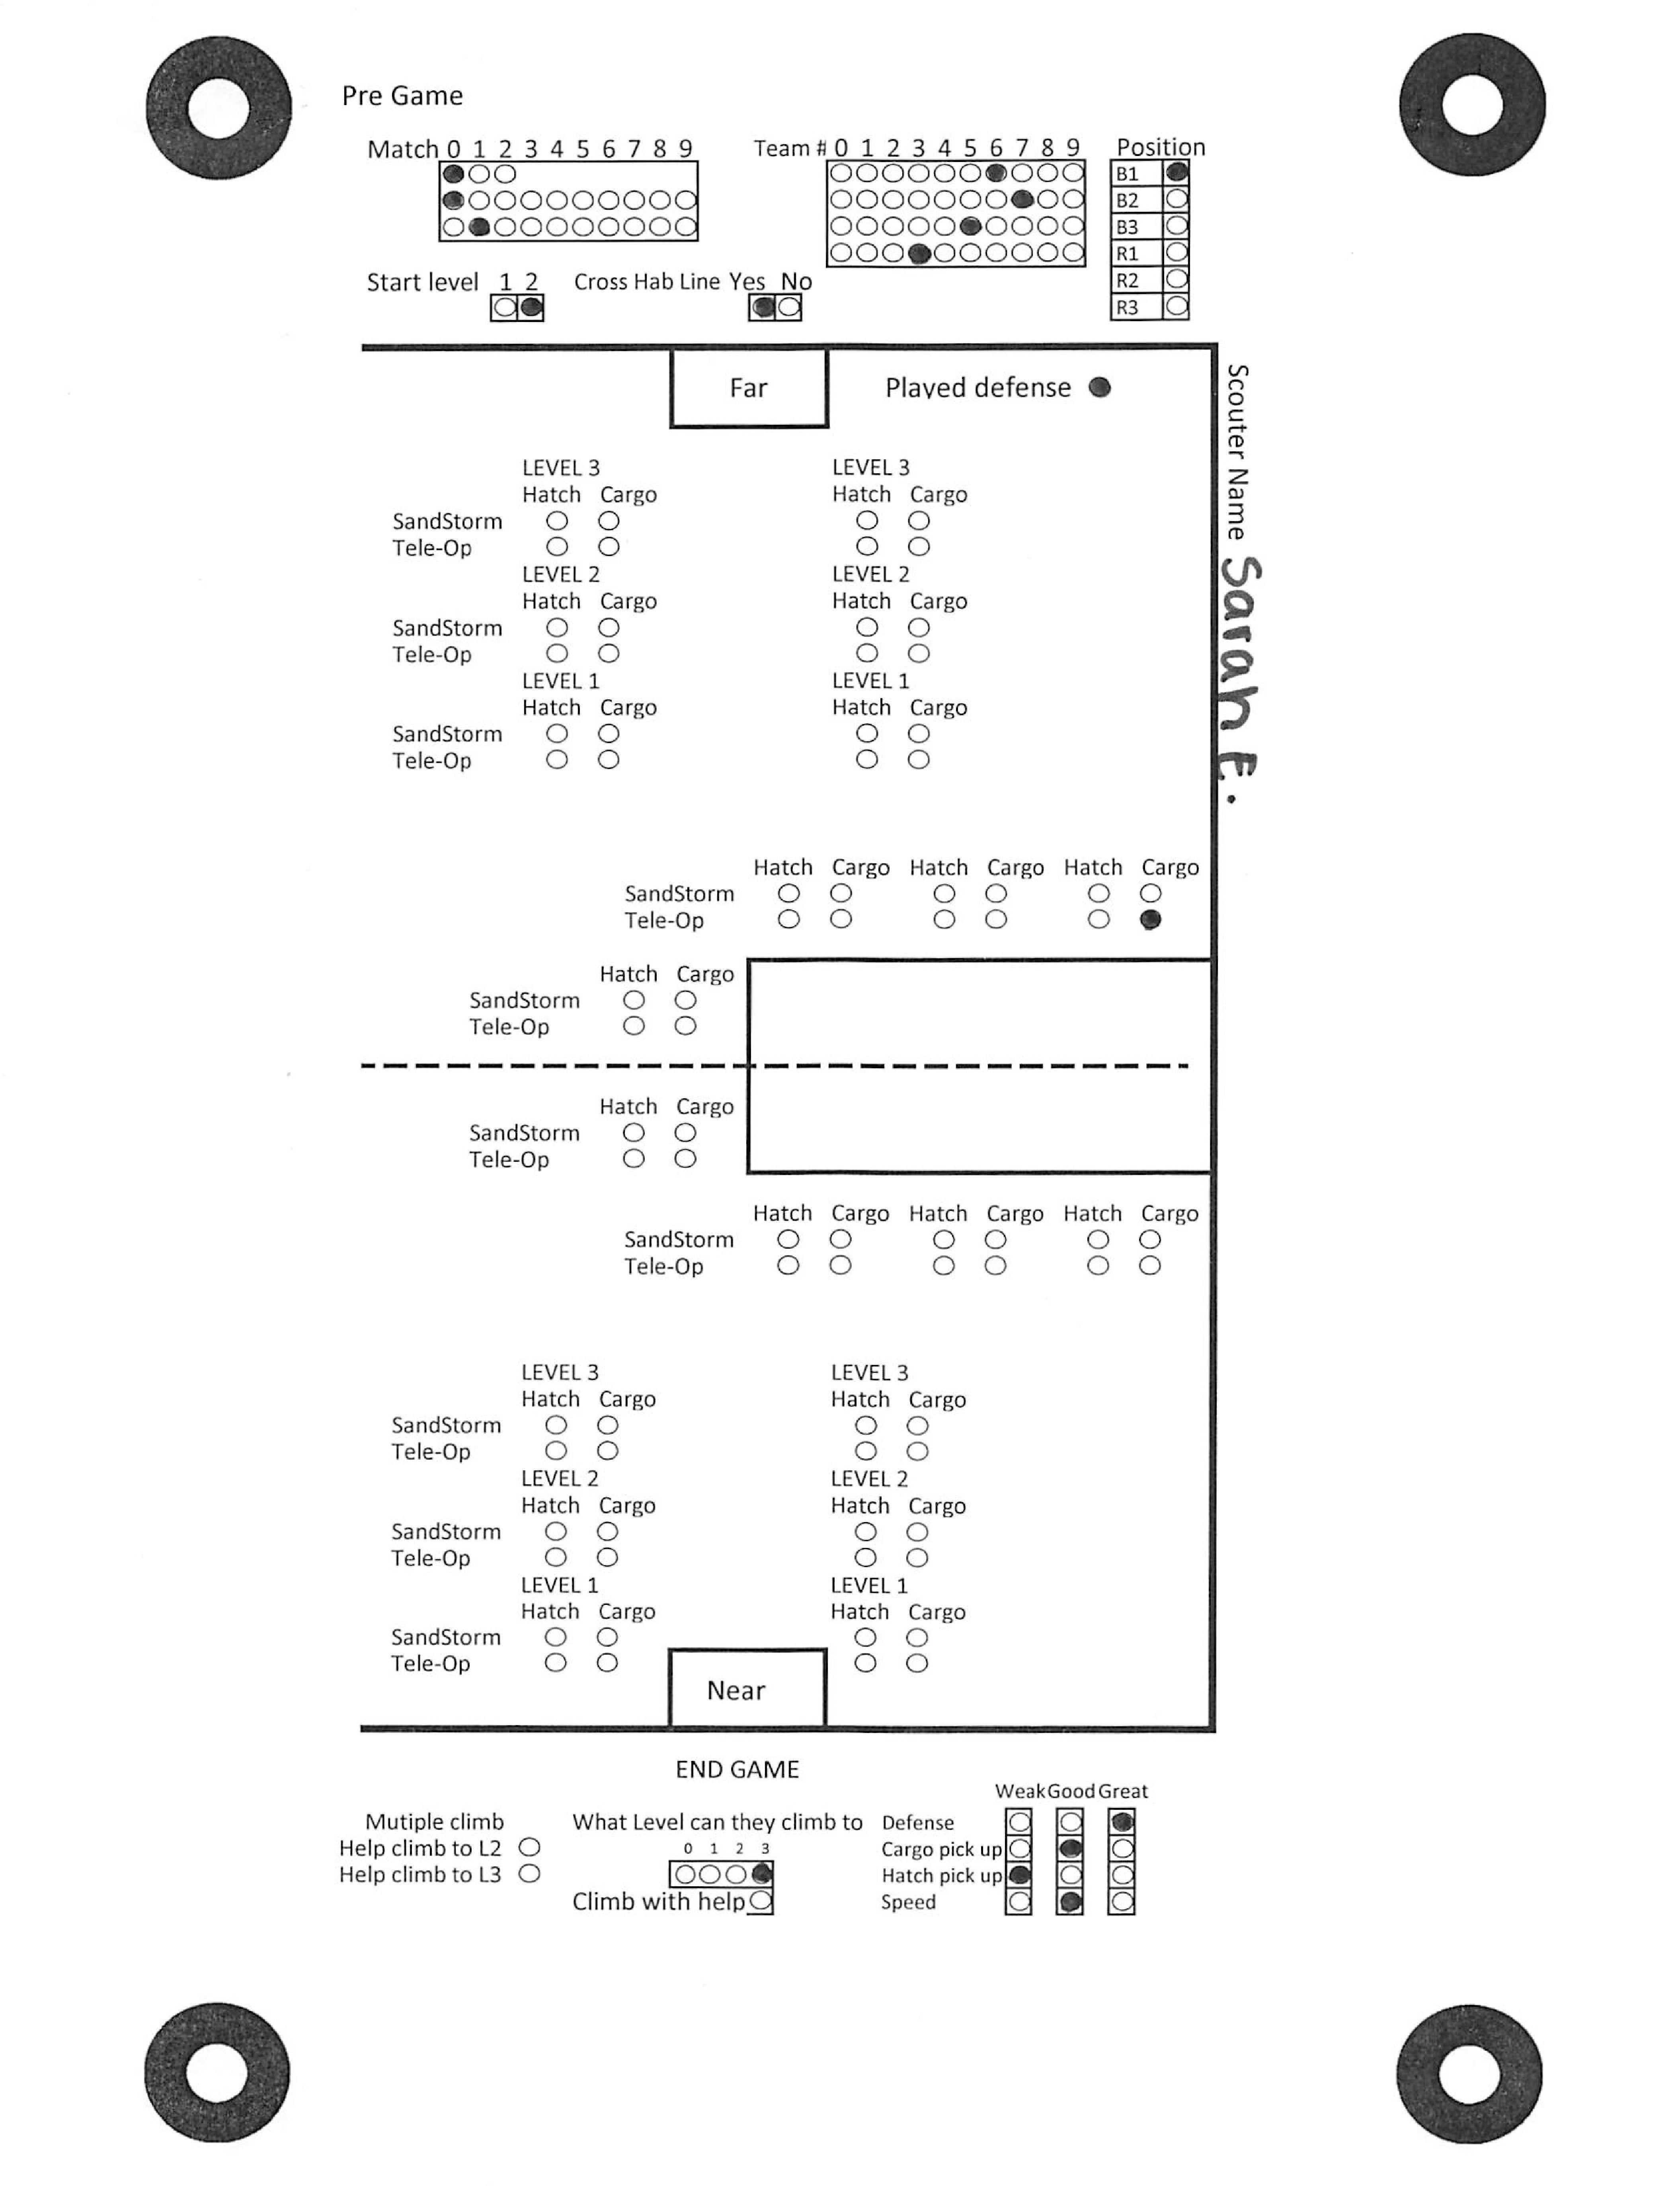 Pre Game
Match 0 1 2 3 4 5 6 7 8 9
Team # 0 1 2 3 4 5 6 7 8 9
Position
B1
B2
B3
R1
R2
R3
Start level 1 2
Cross Hab Line Yes No
Far
Played defense
Scouter Name Sarah E.
LEVEL 3 LEVEL 3
Hatch Cargo Hatch Cargo
SandStorm
Tele-Op
LEVEL 2 LEVEL 2
Hatch Cargo Hatch Cargo
SandStorm
Tele-Op
LEVEL 1 LEVEL 1
Hatch Cargo Hatch Cargo
SandStorm
Tele-Op
Hatch Cargo Hatch Cargo Hatch Cargo
SandStorm
Tele-Op
Hatch Cargo
SandStorm
Tele-Op
Hatch Cargo
SandStorm
Tele-Op
Hatch Cargo Hatch Cargo Hatch Cargo
SandStorm
Tele-Op
LEVEL 3 LEVEL 3
Hatch Cargo Hatch Cargo
SandStorm
Tele-Op
LEVEL 2 LEVEL 2
Hatch Cargo Hatch Cargo
SandStorm
Tele-Op
LEVEL 1 LEVEL 1
Hatch Cargo Hatch Cargo
SandStorm
Tele-Op
Near
END GAME
Mutiple climb
Help climb to L2
Help climb to L3
What Level can they climb to
0 1 2 3
Climb with help
Weak Good Great
Defense
Cargo pick up
Hatch pick up
Speed